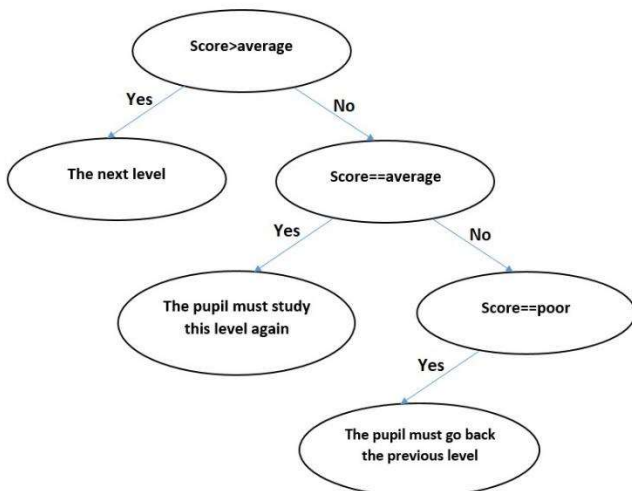 Score>average
Yes
No
The next level
Score==average
Yes
No
The pupil must study
this level again
Score==poor
Yes
The pupil must go back
the previous level